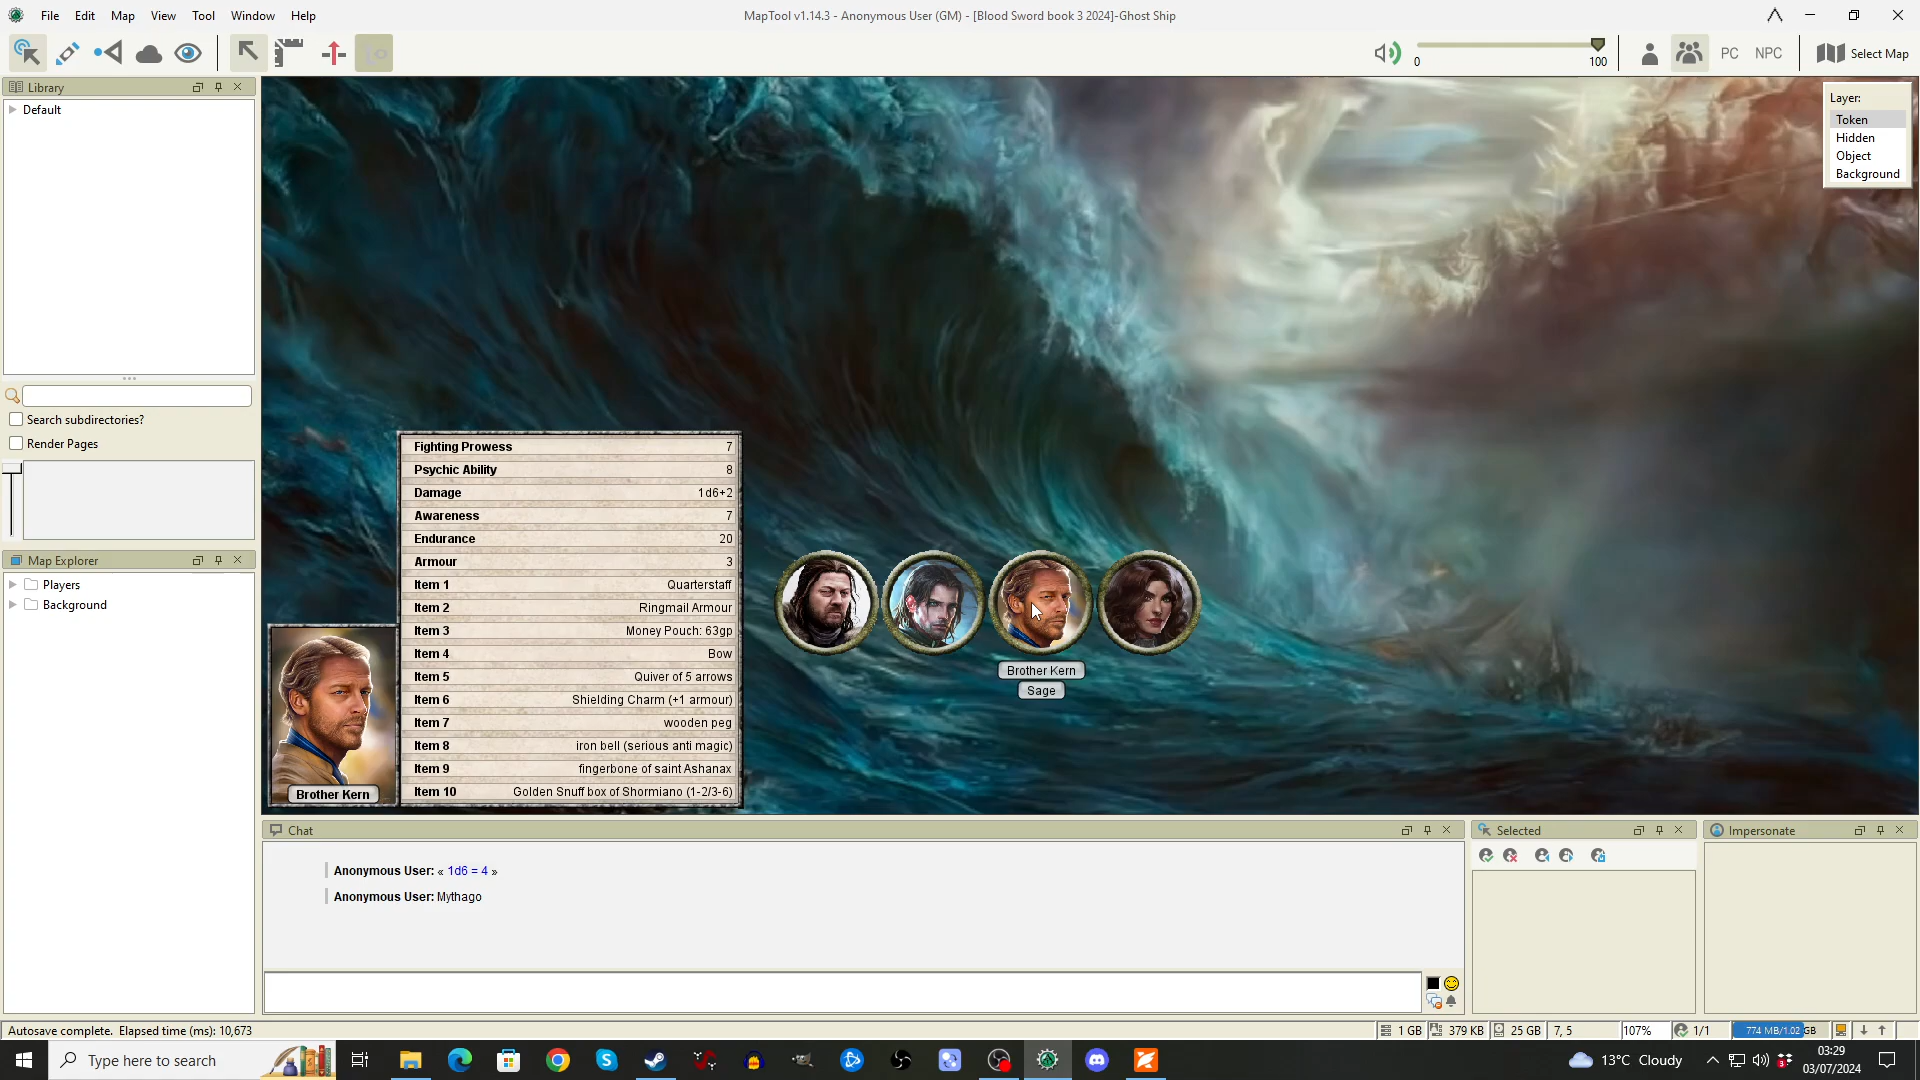 File Edit Map View Tool Window Help
MapTool v1.14.3 - Anonymous User (GM) - [Blood Sword book 3 2024]-Ghost Ship
0 100 PC NPC Select Map
Library
Default
Search subdirectories?
Render Pages
Map Explorer
Players
Background
Layer:
Token
Hidden
Object
Background
Fighting Prowess 7
Psychic Ability 8
Damage 1d6+2
Awareness 7
Endurance 20
Armour 3
Item 1 Quarterstaff
Item 2 Ringmail Armour
Item 3 Money Pouch: 63gp
Item 4 Bow
Item 5 Quiver of 5 arrows
Item 6 Shielding Charm (+1 armour)
Item 7 wooden peg
Item 8 iron bell (serious anti magic)
Item 9 fingerbone of saint Ashanax
Item 10 Golden Snuff box of Shormiano (1-2/3-6)
Brother Kern
Brother Kern
Sage
Chat
Anonymous User: « 1d6 = 4 »
Anonymous User: Mythago
Selected
Impersonate
Autosave complete. Elapsed time (ms): 10,673
1 GB 379 KB 25 GB 7, 5 107% 1/1 774 MB/1.02 GB
Type here to search
13°C Cloudy
03:29
03/07/2024